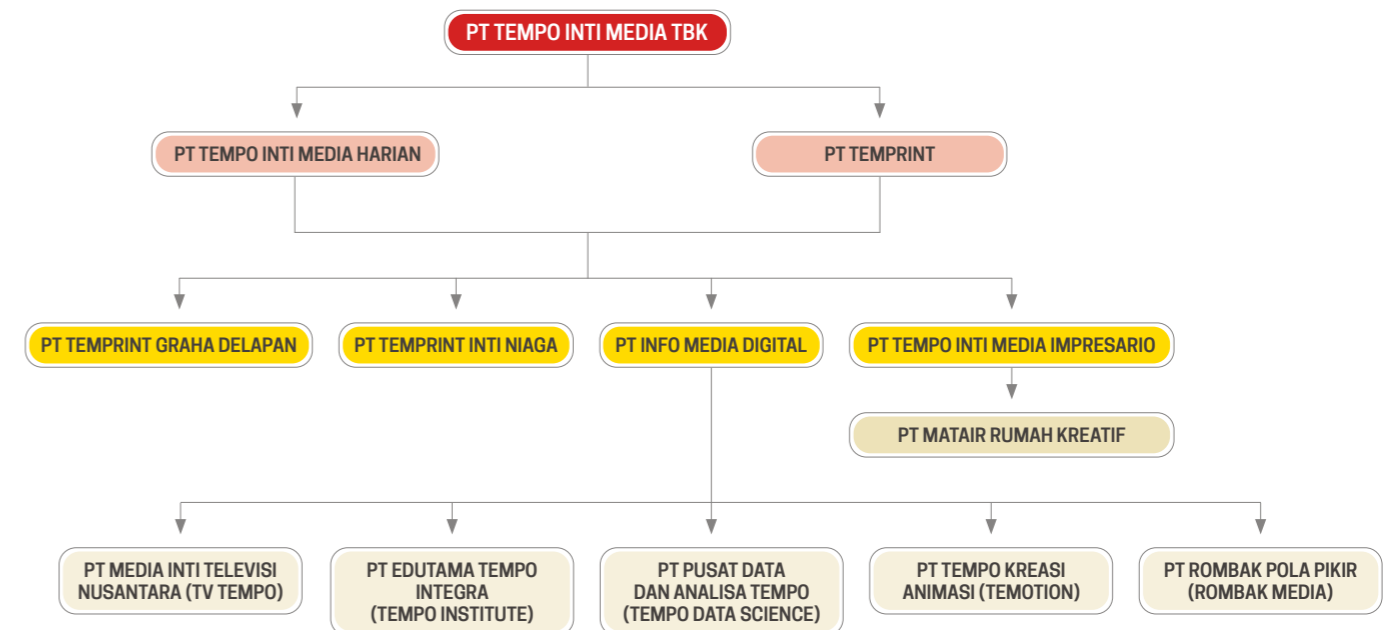 PT TEMPO INTI MEDIA TBK
PT TEMPO INTI MEDIA HARIAN
PT TEMPRINT
PT TEMPRINT GRAHA DELAPAN
PT TEMPRINT INTI NIAGA
PT INFO MEDIA DIGITAL
PT TEMPO INTI MEDIA IMPRESARIO
PT MATAIR RUMAH KREATIF
PT MEDIA INTI TELEVISI
NUSANTARA (TV TEMPO)
PT EDUTAMA TEMPO
INTEGRA
(TEMPO INSTITUTE)
PT PUSAT DATA
DAN ANALISA TEMPO
(TEMPO DATA SCIENCE)
PT TEMPO KREASI
ANIMASI (TEMOTION)
PT ROMBAK POLA PIKIR
(ROMBAK MEDIA)